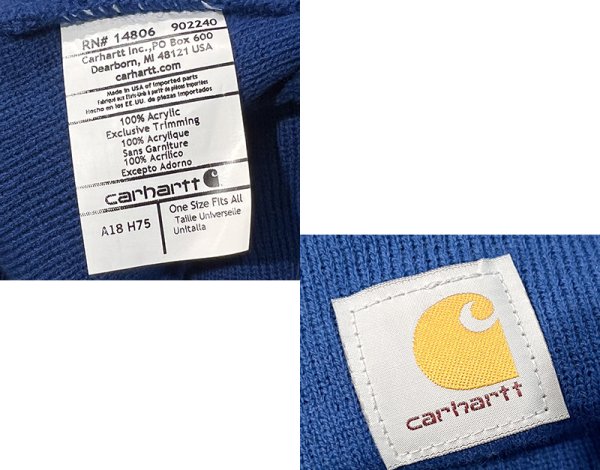 RN# 14806 902240
Carhartt Inc.,PO Box 600
Dearborn, MI 48121 USA
carhartt.com
Made in USA of imported parts
Fabriqué aux États-Unis à partir de pièces importées
Hecho en los EE.UU. de piezas importados
100% Acrylic
Exclusive Trimming
100% Acrylique
Sans Garniture
100% Acrílico
Excepto Adorno
carhartt
A18 H75
One Size Fits All
Taille Universelle
Unitalla
carhartt